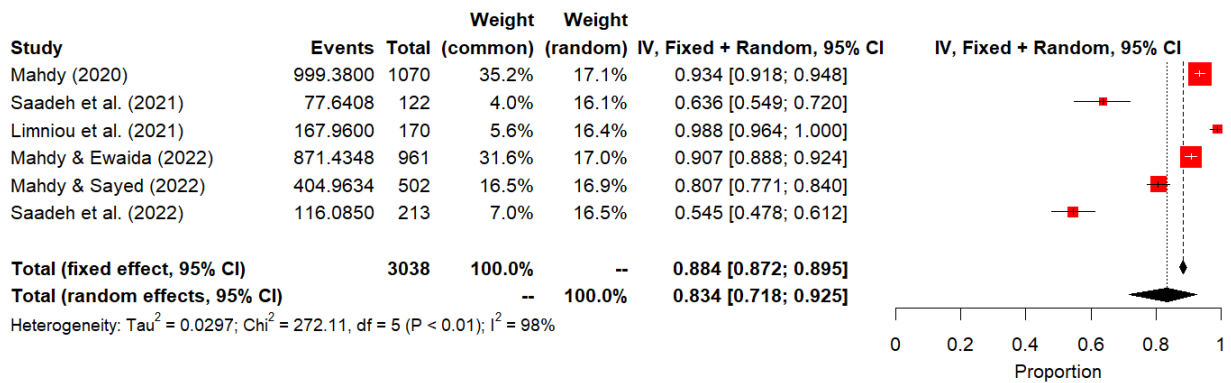 Weight Weight
Study Events Total (common) (random) IV, Fixed + Random, 95% CI IV, Fixed + Random, 95% CI
Mahdy (2020) 999.3800 1070 35.2% 17.1% 0.934 [0.918; 0.948]
Saadeh et al. (2021) 77.6408 122 4.0% 16.1% 0.636 [0.549; 0.720]
Limniou et al. (2021) 167.9600 170 5.6% 16.4% 0.988 [0.964; 1.000]
Mahdy & Ewaida (2022) 871.4348 961 31.6% 17.0% 0.907 [0.888; 0.924]
Mahdy & Sayed (2022) 404.9634 502 16.5% 16.9% 0.807 [0.771; 0.840]
Saadeh et al. (2022) 116.0850 213 7.0% 16.5% 0.545 [0.478; 0.612]
Total (fixed effect, 95% CI) 3038 100.0% -- 0.884 [0.872; 0.895]
Total (random effects, 95% CI) -- 100.0% 0.834 [0.718; 0.925]
Heterogeneity: Tau² = 0.0297; Chi² = 272.11, df = 5 (P < 0.01); I² = 98%
0 0.2 0.4 0.6 0.8 1
Proportion